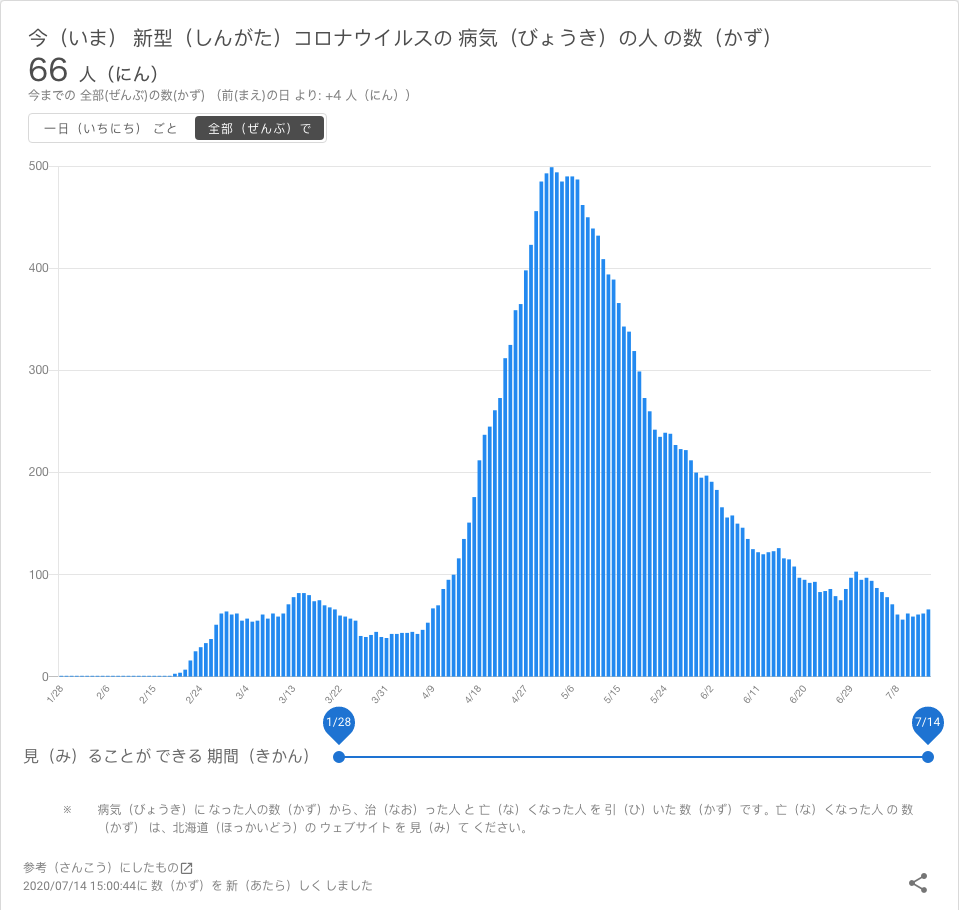 今（いま） 新型（しんがた）コロナウイルスの 病気（びょうき）の人 の数（かず）
66 人（にん）
今までの 全部(ぜんぶ)の数(かず) （前(まえ)の日 より: +4 人（にん））
一日（いちにち） ごと
全部（ぜんぶ）で
500
400
300
200
100
0
1/28
2/6
2/15
2/24
3/4
3/13
3/22
3/31
4/9
4/18
4/27
5/6
5/15
5/24
6/2
6/11
6/20
6/29
7/8
1/28
7/14
見（み）ることが できる 期間（きかん）
※ 病気（びょうき）に なった人の数（かず）から、治（なお）った人 と 亡（な）くなった人 を 引（ひ）いた 数（かず）です。亡（な）くなった人 の 数
（かず） は、北海道（ほっかいどう）の ウェブサイト を 見（み）て ください。
参考（さんこう）にしたもの
2020/07/14 15:00:44に 数（かず）を 新（あたら）しく しました